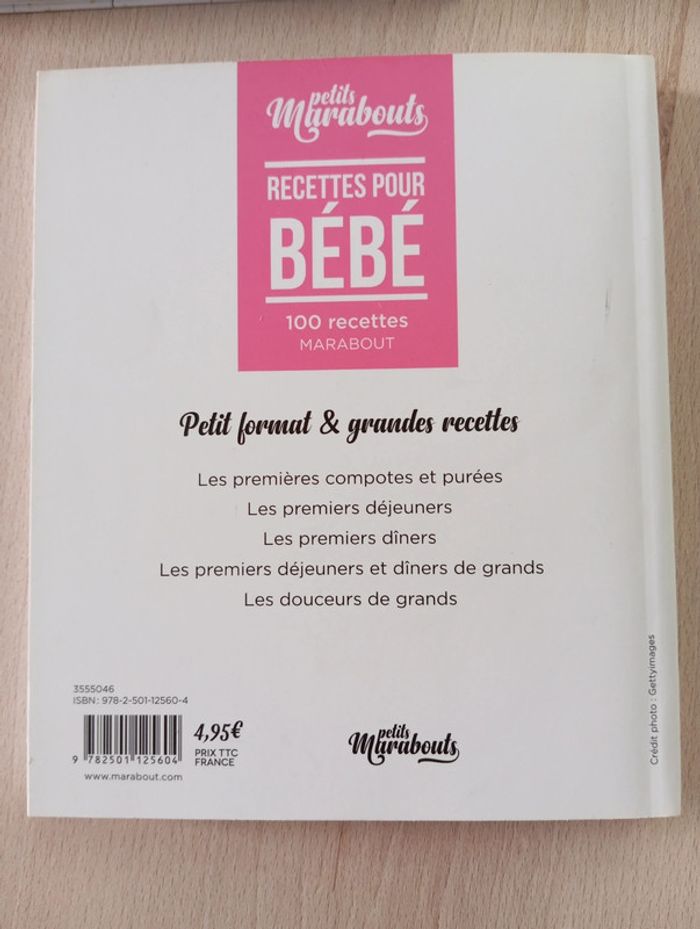 petits
Marabouts
RECETTES POUR
BÉBÉ
100 recettes
MARABOUT
Petit format & grandes recettes
Les premières compotes et purées
Les premiers déjeuners
Les premiers dîners
Les premiers déjeuners et dîners de grands
Les douceurs de grands
3555046
ISBN : 978-2-501-12560-4
9 782501 125604
www.marabout.com
4,95€
PRIX TTC
FRANCE
petits
Marabouts
Crédit photo : Gettyimages